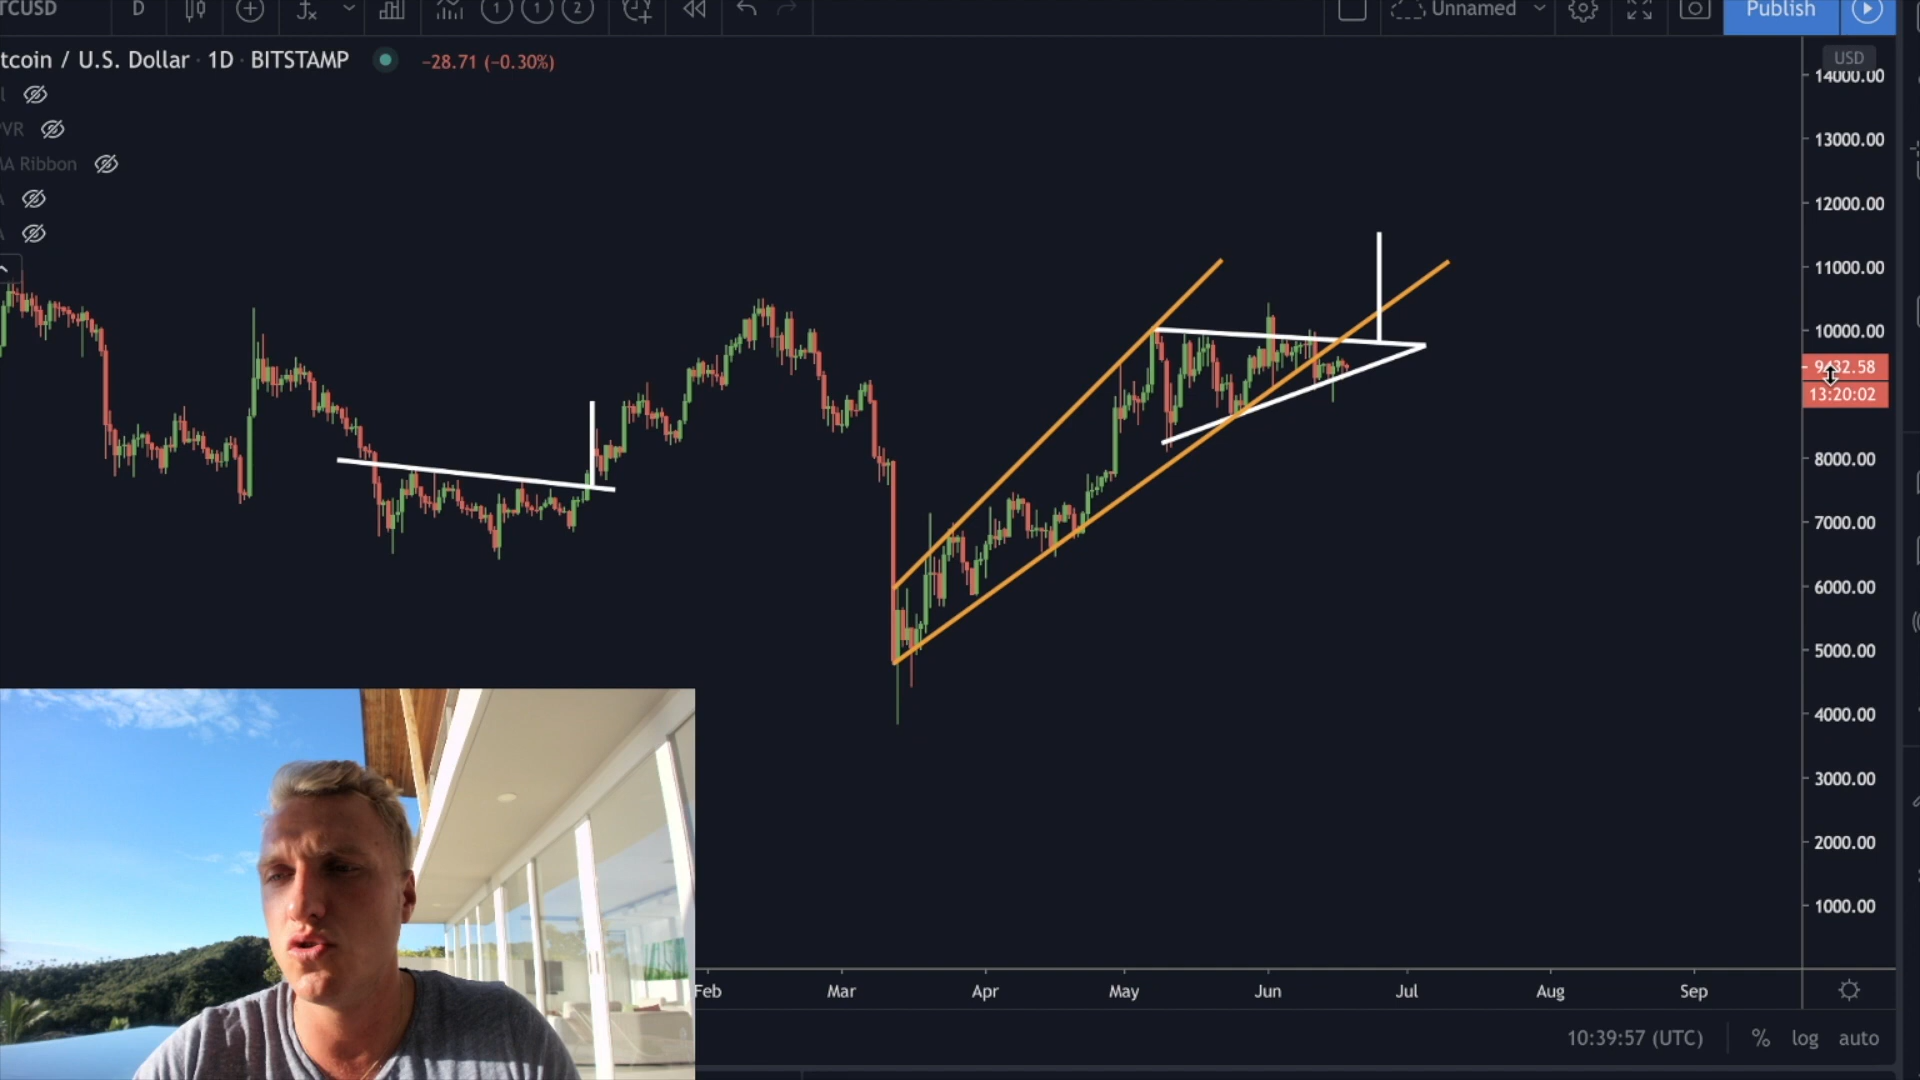 TCUSD D 1 1 2 Unnamed Publish
tcoin / U.S. Dollar · 1D · BITSTAMP −28.71 (−0.30%)
USD
l
VR
A Ribbon
A
A
14000.00
13000.00
12000.00
11000.00
10000.00
13:20:02
8000.00
7000.00
6000.00
5000.00
4000.00
3000.00
2000.00
1000.00
Feb Mar Apr May Jun Jul Aug Sep
10:39:57 (UTC) % log auto